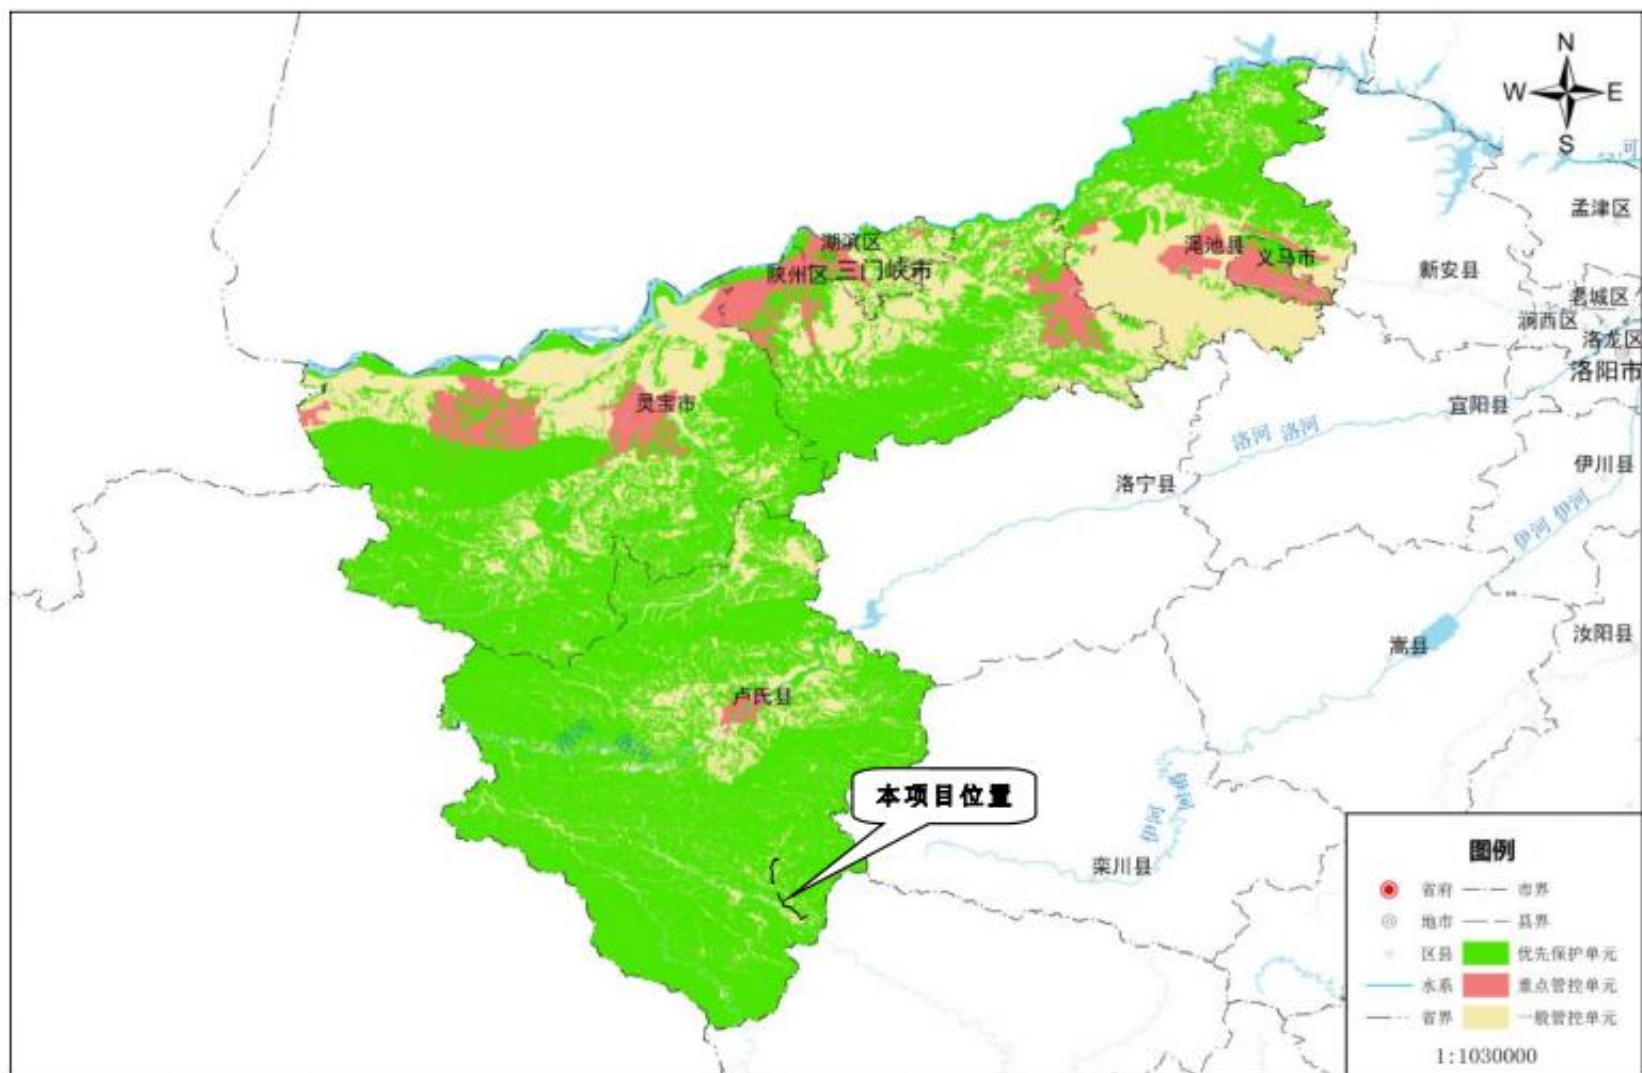 N
W E
S
河
孟津区
湖滨区
渑池县
义马市
陕州区 三门峡市
新安县
老城区
涧西区
洛龙区
洛阳市
灵宝市
宜阳县
洛河 洛河
伊川县
洛宁县
伊河 伊河
汝阳县
嵩县
卢氏县
洛河 洛河
本项目位置
伊河
伊河
栾川县
图例
省府 市界
地市 县界
区县 优先保护单元
水系 重点管控单元
省界 一般管控单元
1:1030000